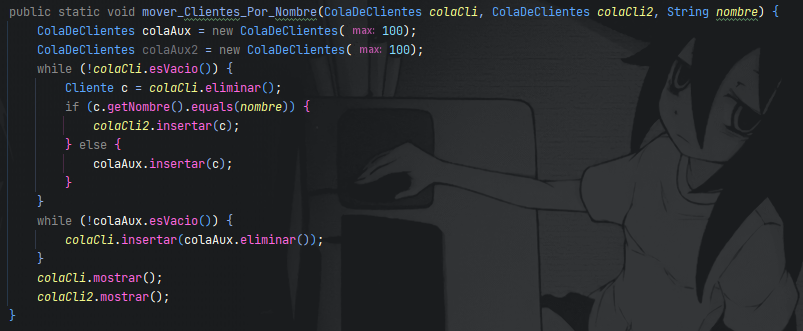 public static void mover_Clientes_Por_Nombre(ColaDeClientes colaCli, ColaDeClientes colaCli2, String nombre) {
    ColaDeClientes colaAux = new ColaDeClientes( max: 100);
    ColaDeClientes colaAux2 = new ColaDeClientes( max: 100);
    while (!colaCli.esVacio()) {
        Cliente c = colaCli.eliminar();
        if (c.getNombre().equals(nombre)) {
            colaCli2.insertar(c);
        } else {
            colaAux.insertar(c);
        }
    }
    while (!colaAux.esVacio()) {
        colaCli.insertar(colaAux.eliminar());
    }
    colaCli.mostrar();
    colaCli2.mostrar();
}